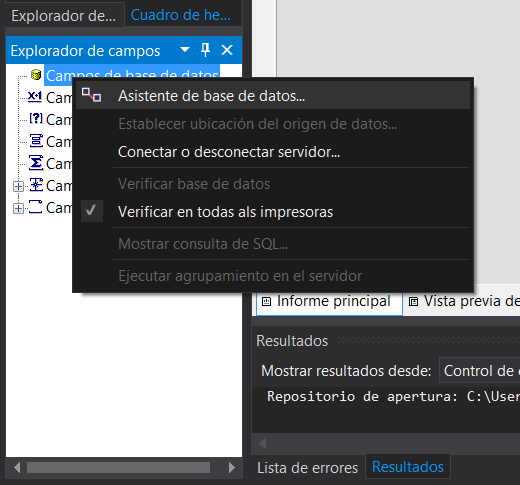 Explorador de... Cuadro de he...
Explorador de campos
Campos de base de datos
Cam
Cam
Cam
Cam
Cam
Cam
Asistente de base de datos...
Establecer ubicación del origen de datos...
Conectar o desconectar servidor...
Verificar base de datos
Verificar en todas als impresoras
Mostrar consulta de SQL...
Ejecutar agrupamiento en el servidor
Informe principal Vista previa de
Resultados
Mostrar resultados desde: Control de
Repositorio de apertura: C:\User
Lista de errores Resultados